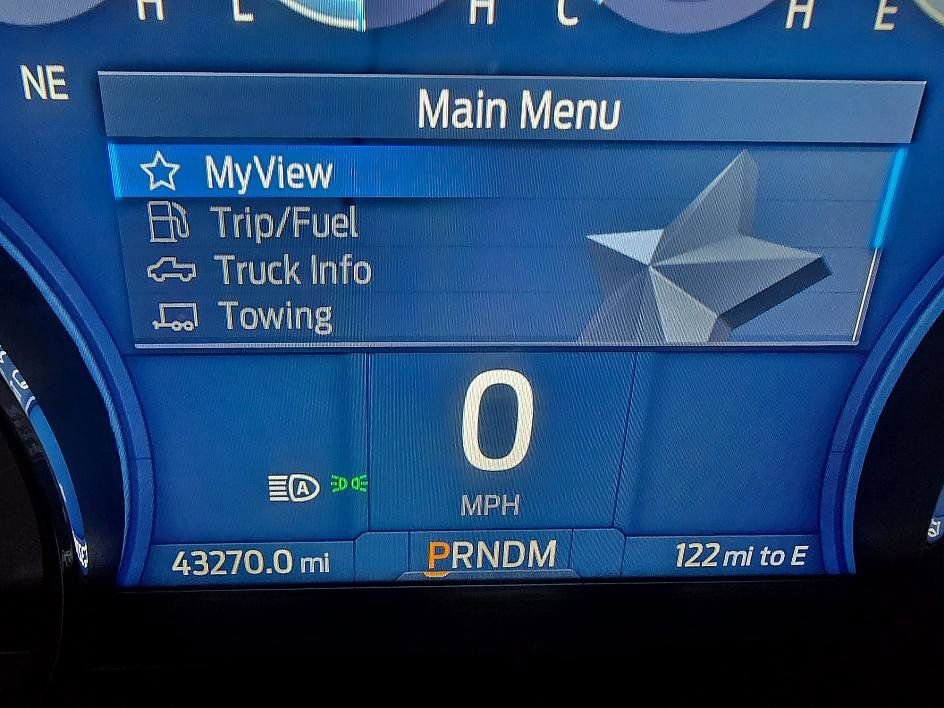 H L H C H E
NE
Main Menu
MyView
Trip/Fuel
Truck Info
Towing
0
MPH
A
43270.0 mi
PRNDM
122 mi to E